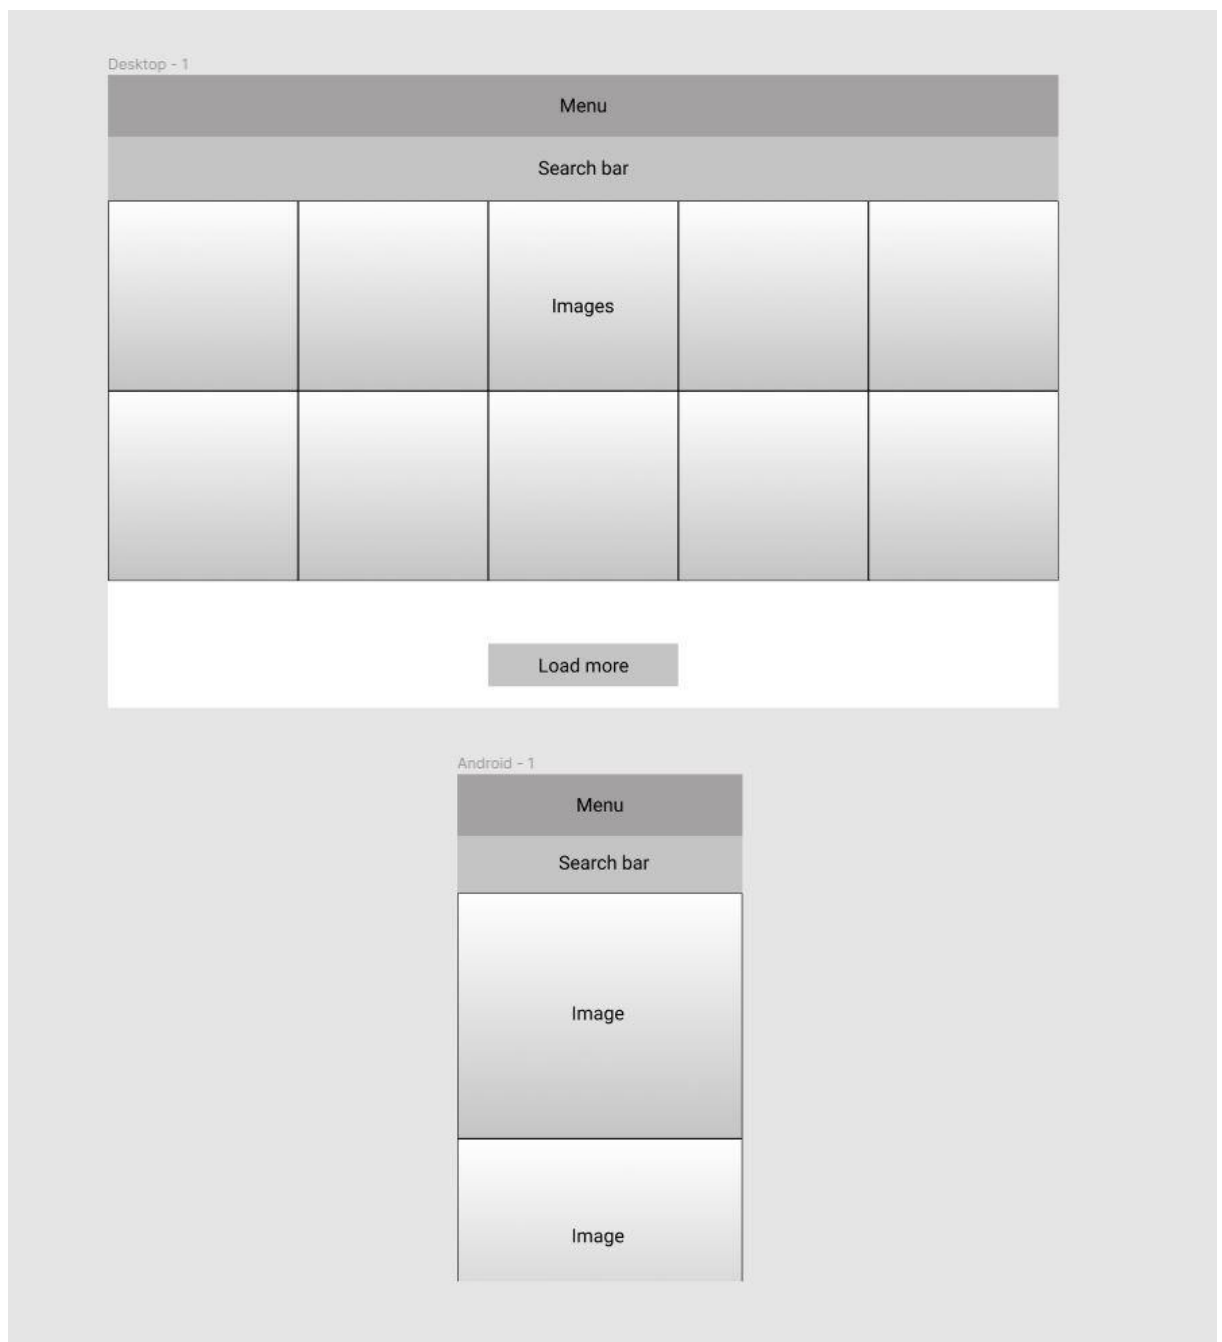 Desktop - 1
Menu
Search bar
Images
Load more
Android - 1
Menu
Search bar
Image
Image